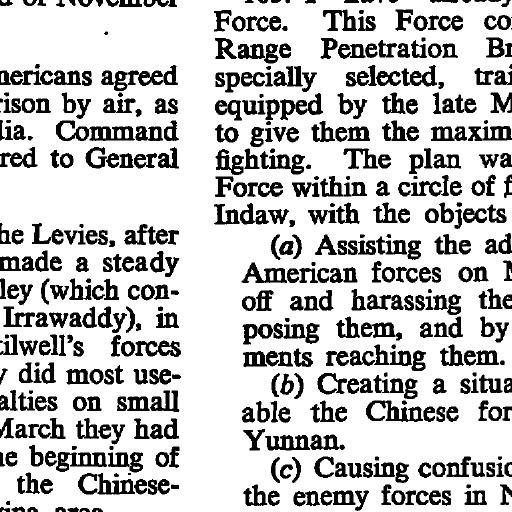 of November
mericans agreed
rison by air, as
dia. Command
red to General
he Levies, after
made a steady
ley (which con-
Irrawaddy), in
tilwell's forces
y did most use-
alties on small
March they had
he beginning of
the Chinese-
area
Force. This Force co
Range Penetration Br
specially selected, trai
equipped by the late M
to give them the maxim
fighting. The plan wa
Force within a circle of f
Indaw, with the objects
(a) Assisting the ad
American forces on M
off and harassing the
posing them, and by
ments reaching them.
(b) Creating a situa
able the Chinese for
Yunnan.
(c) Causing confusio
the enemy forces in N